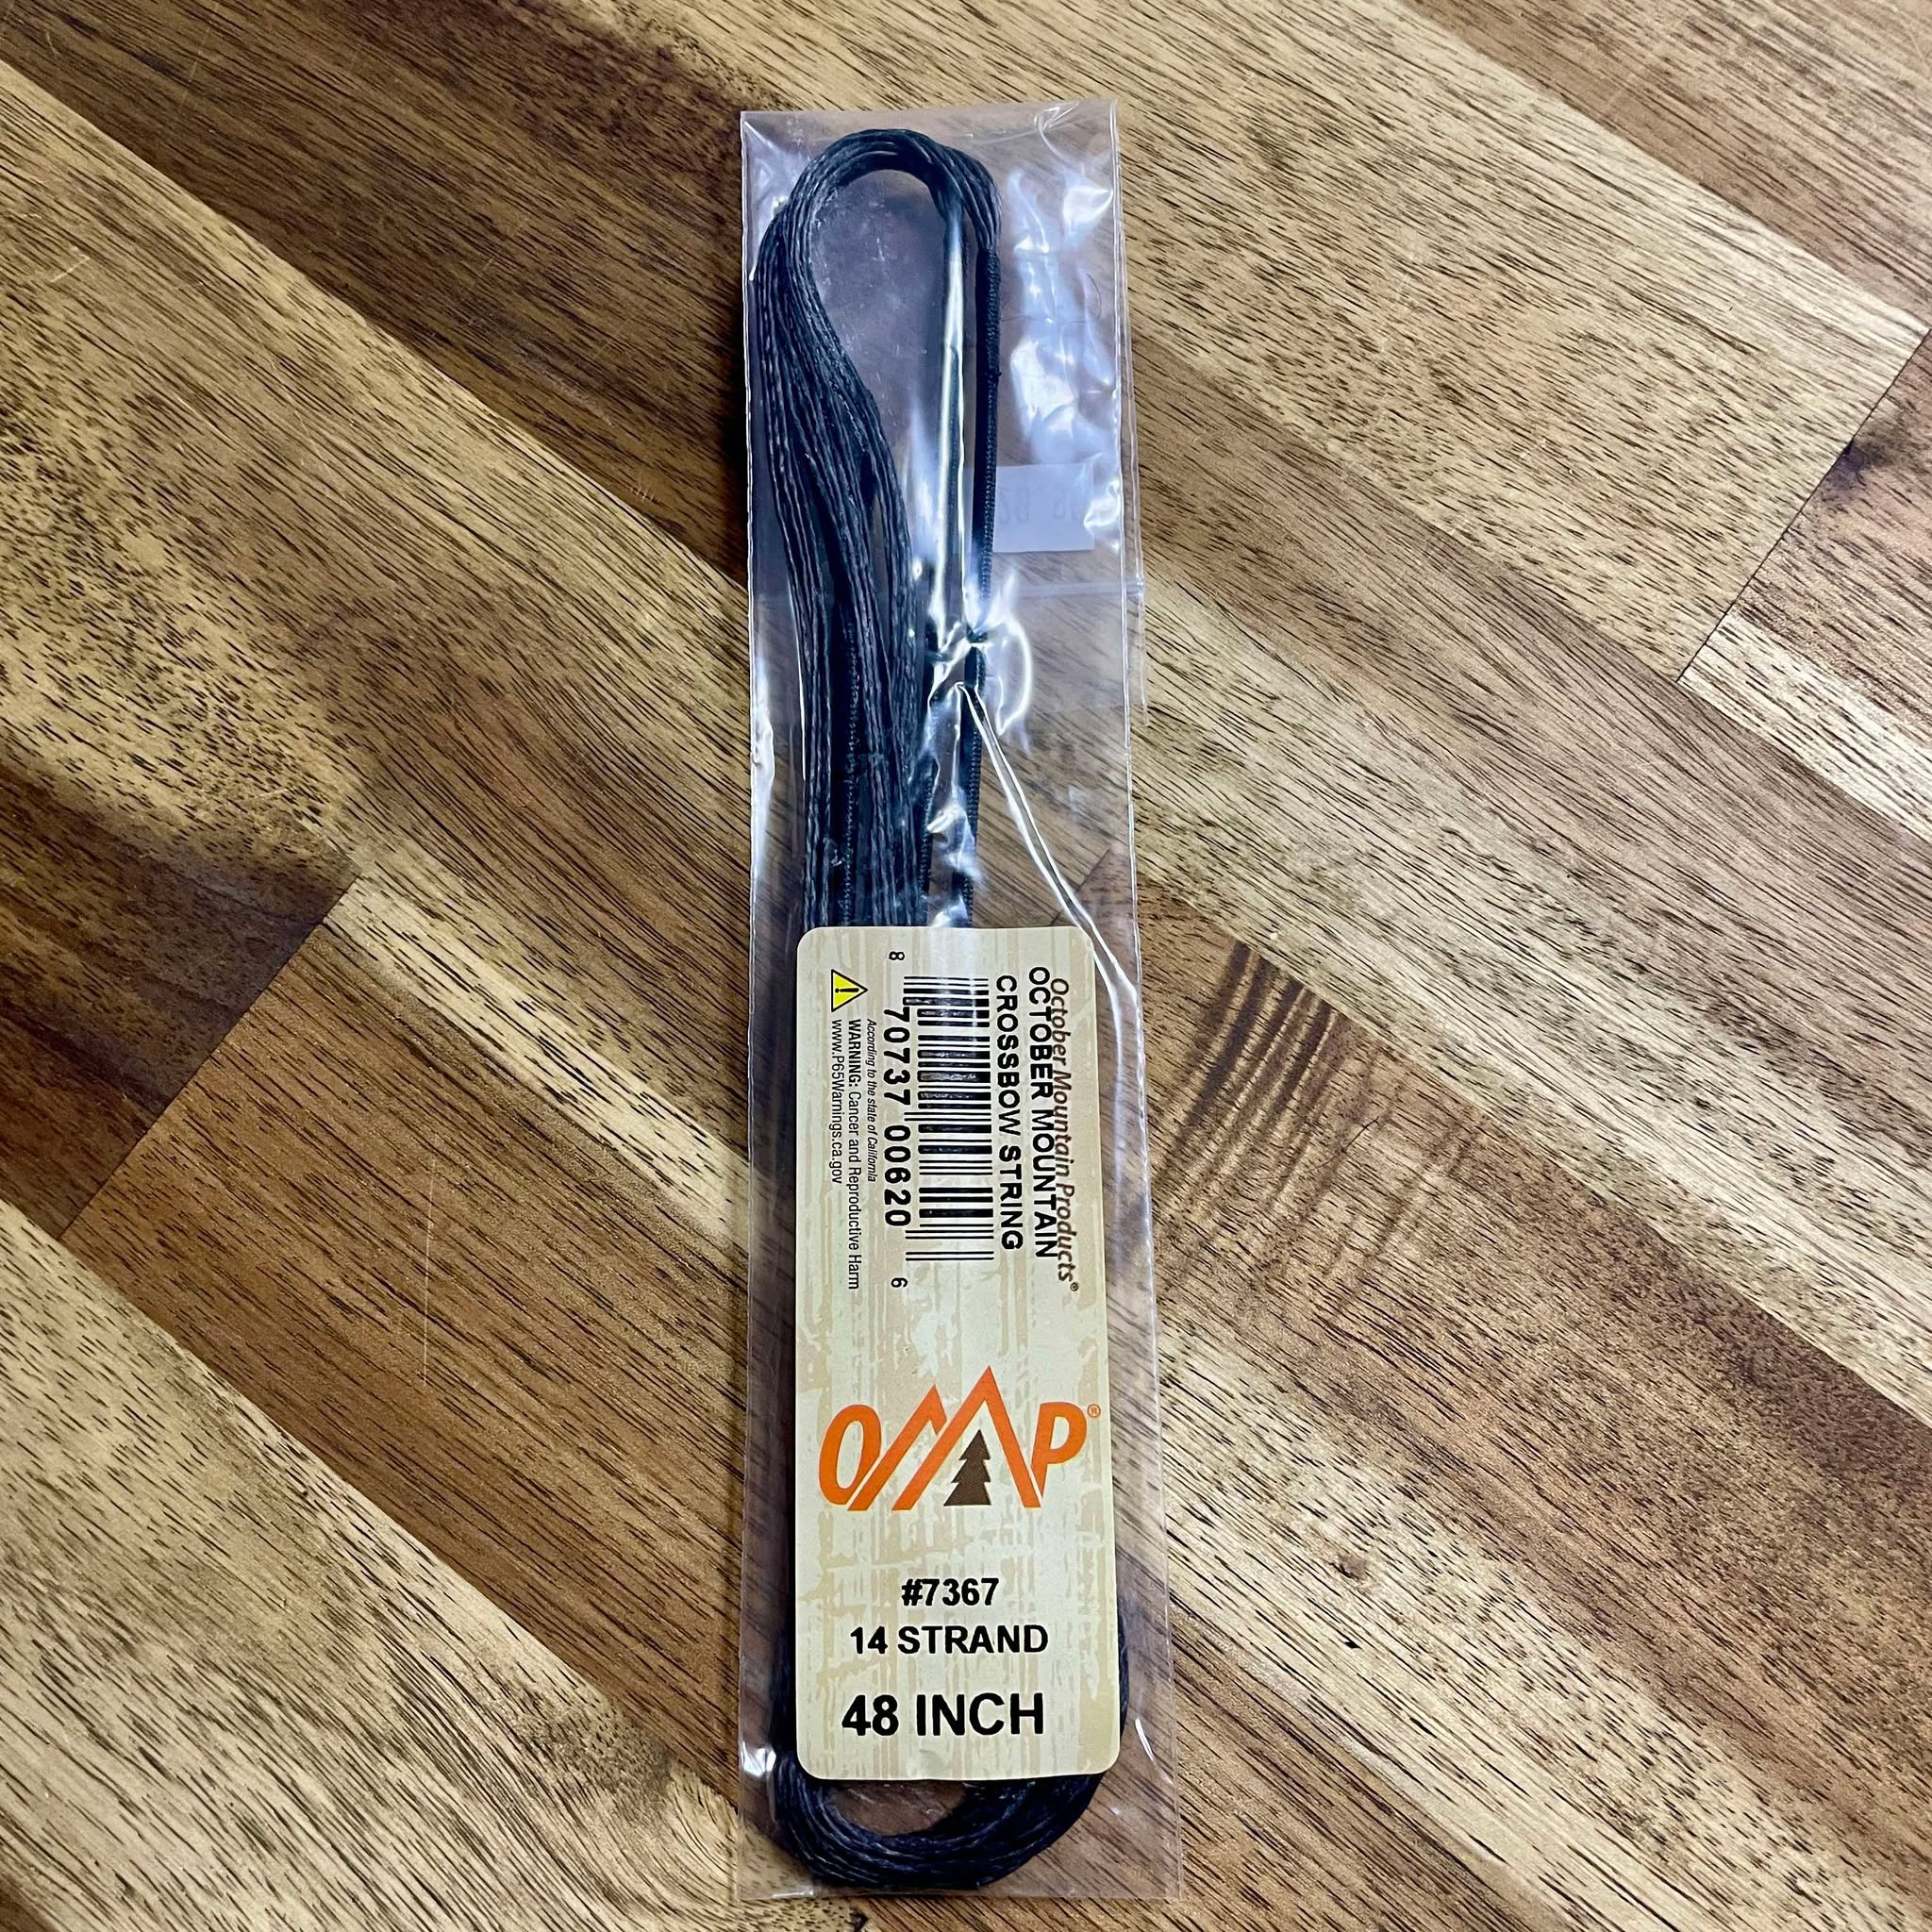 October Mountain Products®
OCTOBER MOUNTAIN
CROSSBOW STRING
8 70737 00620 6
According to the state of California
WARNING: Cancer and Reproductive Harm
www.P65Warnings.ca.gov
OMP®
#7367
14 STRAND
48 INCH